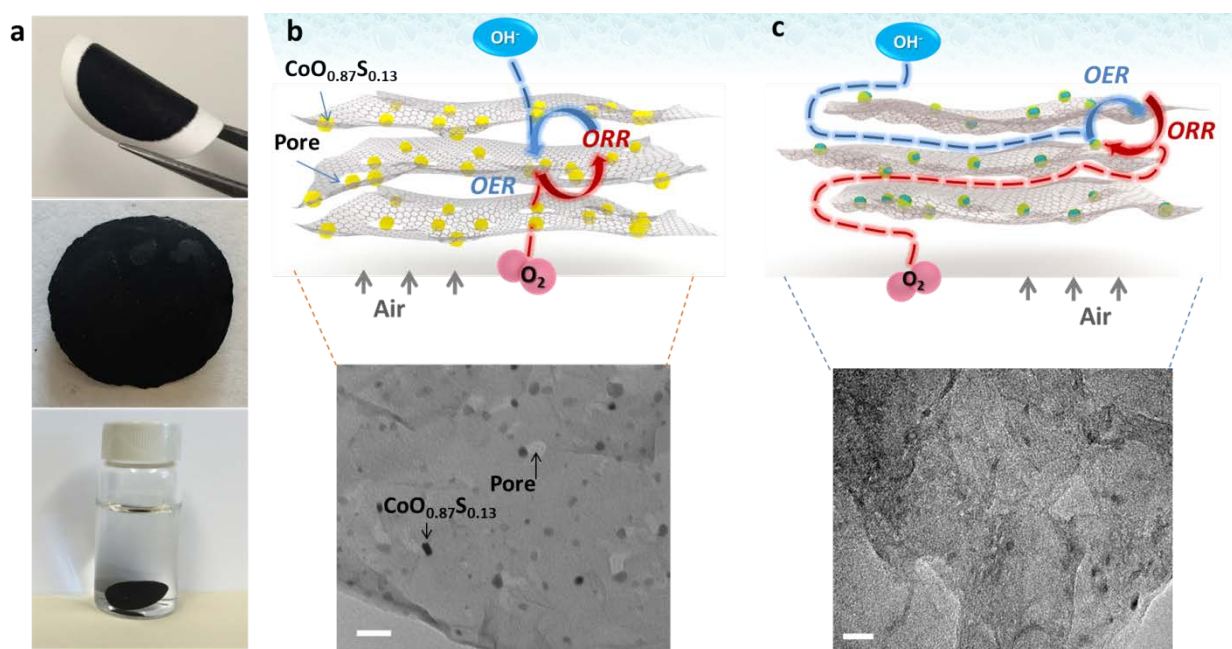 a
b
OH⁻
CoO₀.₈₇S₀.₁₃
Pore
ORR
OER
O₂
Air
Pore
CoO₀.₈₇S₀.₁₃
c
OH⁻
OER
ORR
O₂
Air